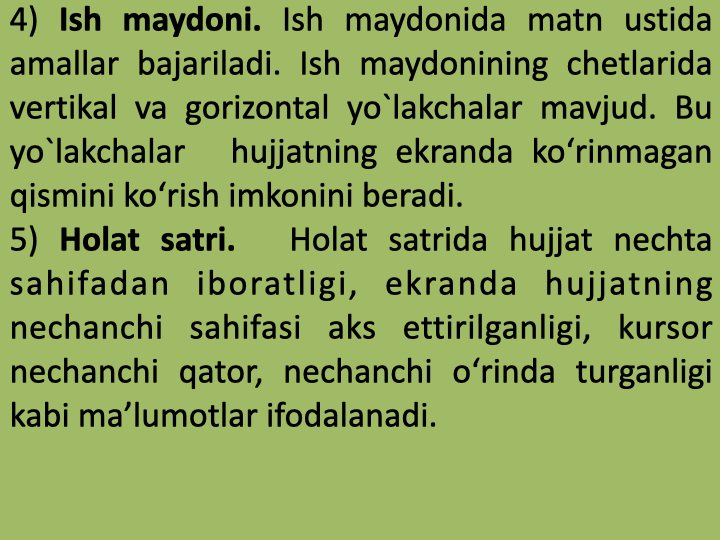 4) Ish maydoni. Ish maydonida matn ustida
amallar bajariladi. Ish maydonining chetlarida
vertikal va gorizontal yo`lakchalar mavjud. Bu
yo`lakchalar hujjatning ekranda ko‘rinmagan
qismini ko‘rish imkonini beradi.
5) Holat satri. Holat satrida hujjat nechta
sahifadan iboratligi, ekranda hujjatning
nechanchi sahifasi aks ettirilganligi, kursor
nechanchi qator, nechanchi o‘rinda turganligi
kabi ma’lumotlar ifodalanadi.